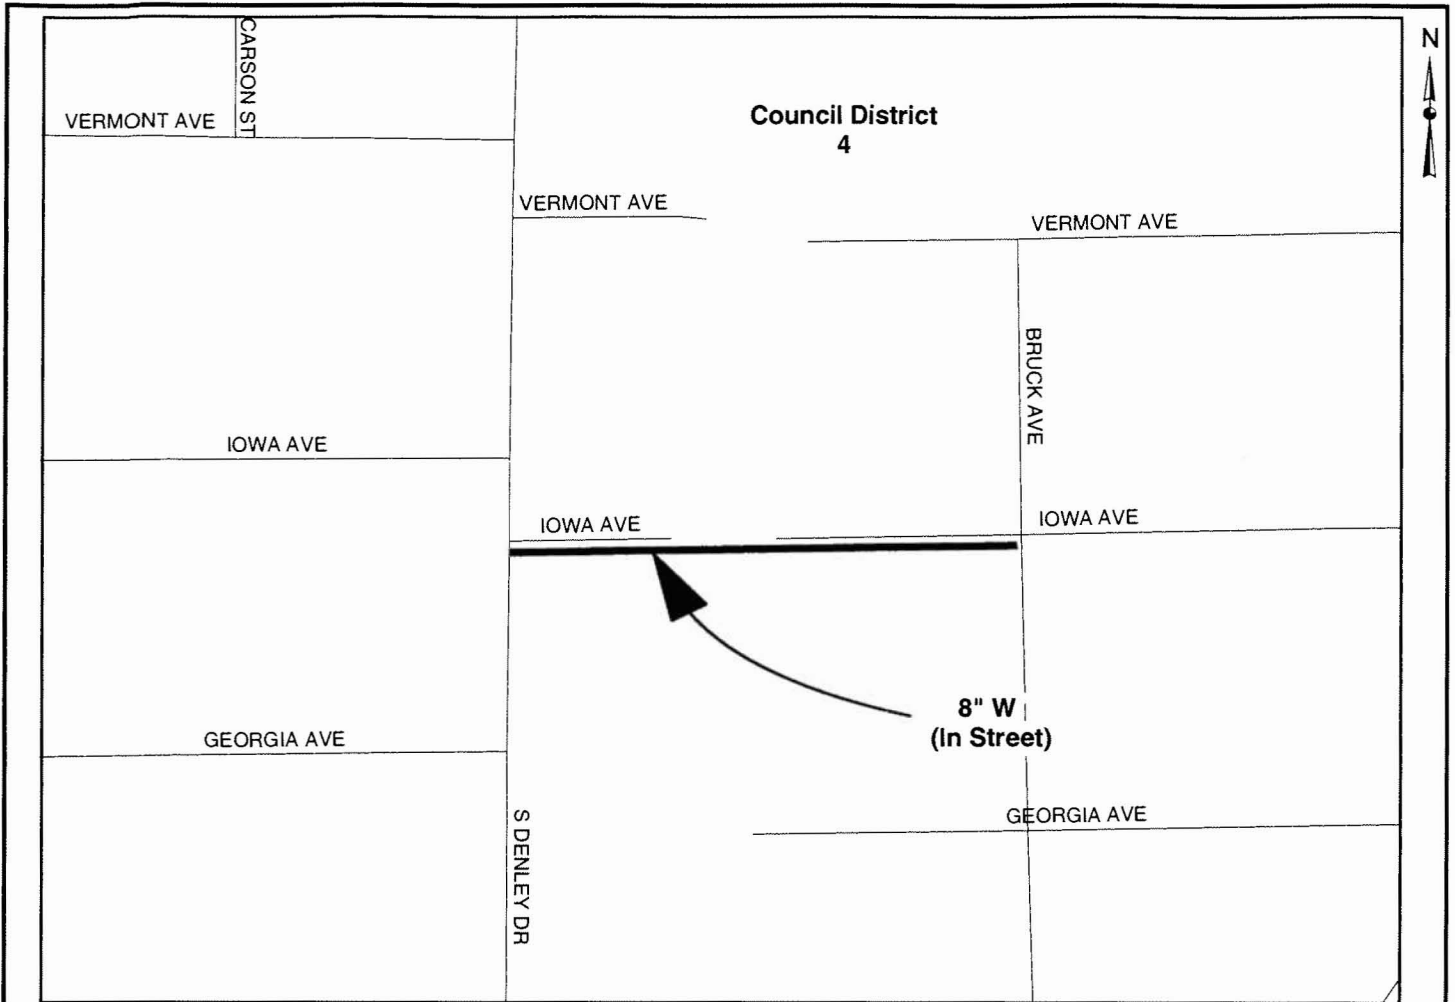 CARSON ST
N
VERMONT AVE
Council District
4
VERMONT AVE
VERMONT AVE
BRUCK AVE
IOWA AVE
IOWA AVE
IOWA AVE
8" W
(In Street)
GEORGIA AVE
GEORGIA AVE
S DENLEY DR